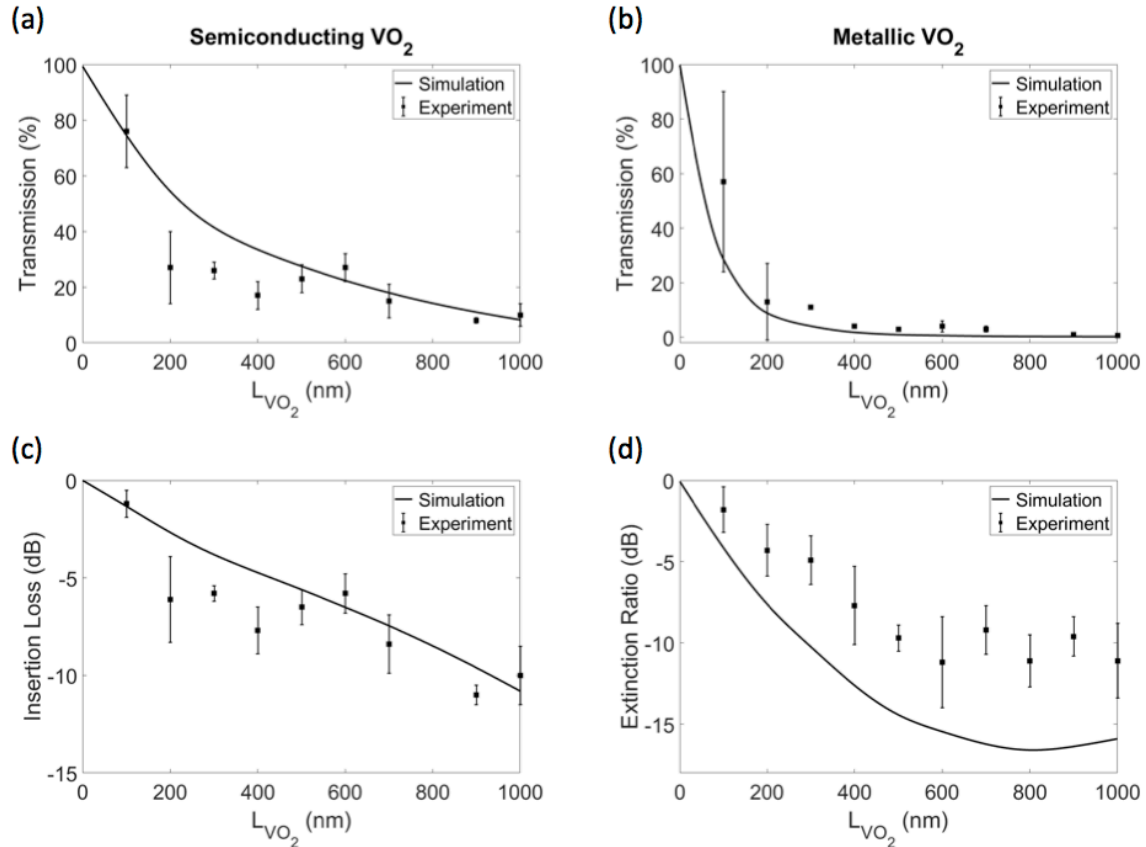 (a)
Semiconducting VO2
Simulation
Experiment
Transmission (%)
100
80
60
40
20
0
0 200 400 600 800 1000
LVO2 (nm)
(b)
Metallic VO2
Simulation
Experiment
Transmission (%)
100
80
60
40
20
0
0 200 400 600 800 1000
LVO2 (nm)
(c)
Simulation
Experiment
Insertion Loss (dB)
0
-5
-10
-15
0 200 400 600 800 1000
LVO2 (nm)
(d)
Simulation
Experiment
Extinction Ratio (dB)
0
-5
-10
-15
0 200 400 600 800 1000
LVO2 (nm)